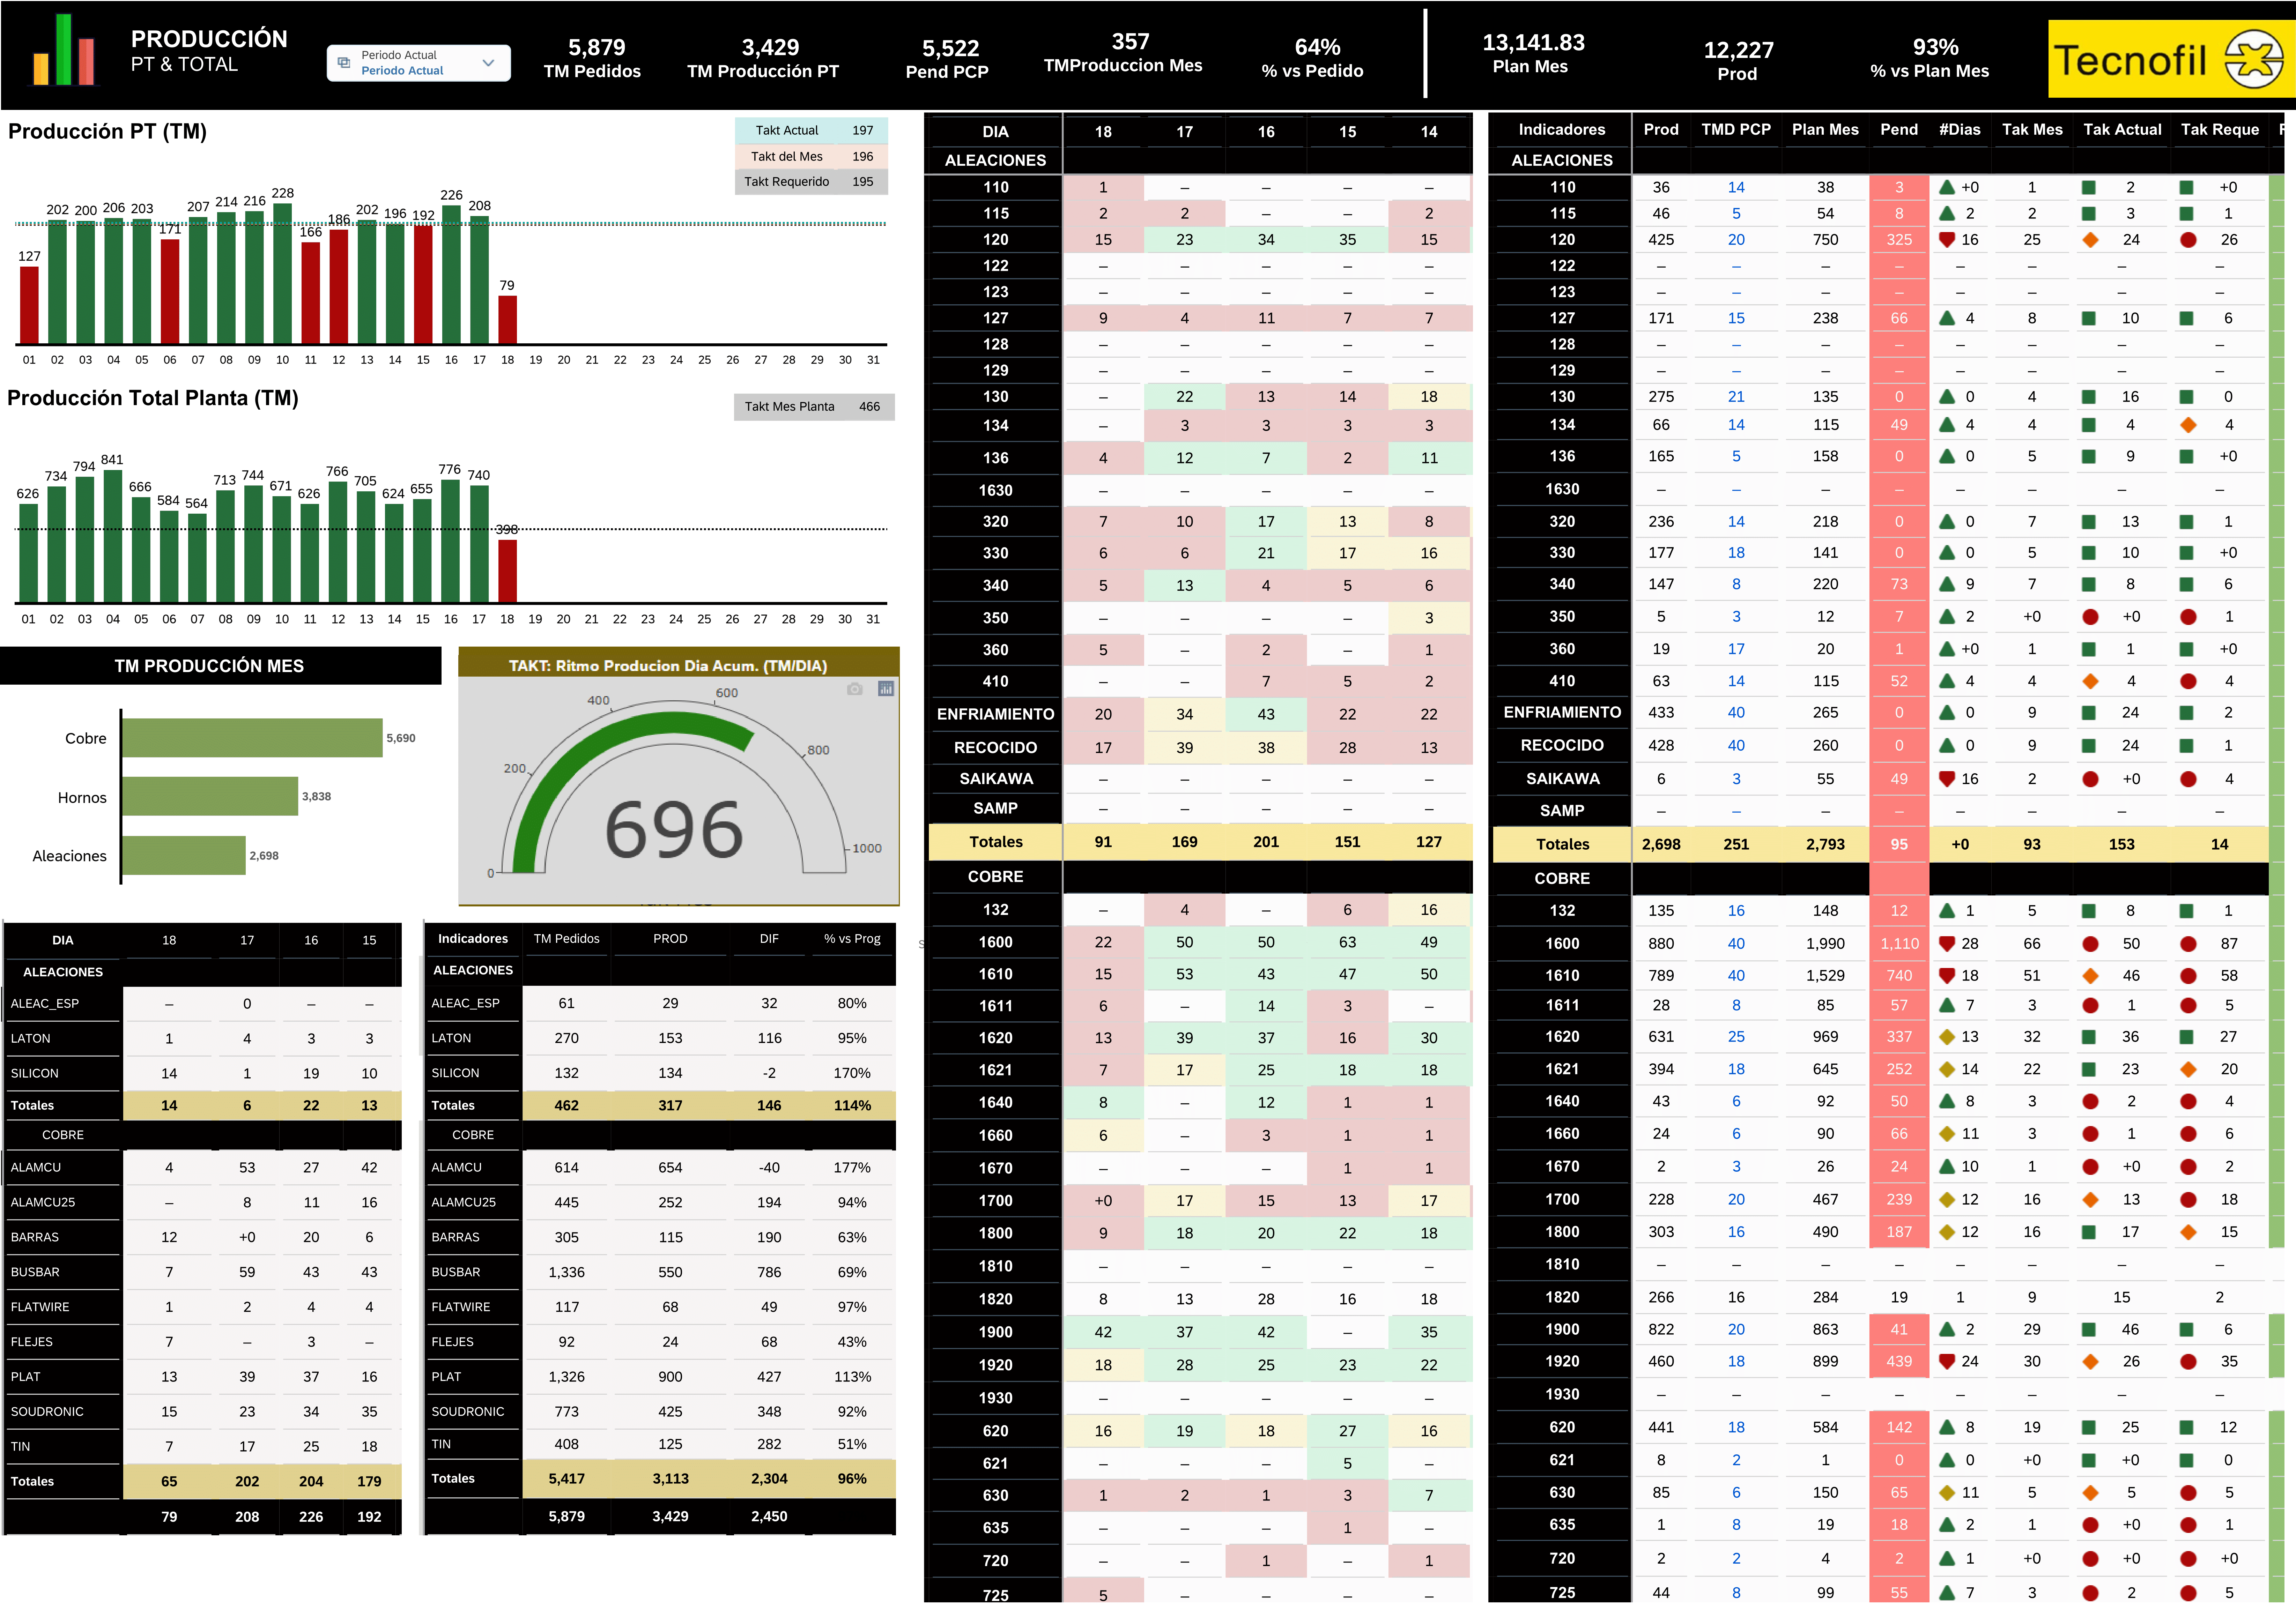 PRODUCCIÓN
PT & TOTAL
Periodo Actual
Periodo Actual
5,879
TM Pedidos
3,429
TM Producción PT
5,522
Pend PCP
357
TMProduccion Mes
64%
% vs Pedido
13,141.83
Plan Mes
12,227
Prod
93%
% vs Plan Mes
Tecnofil
Producción PT (TM)
Takt Actual 197
Takt del Mes 196
Takt Requerido 195
127 202 200 206 203 171 207 214 216 228 166 186 202 196 192 226 208 79
01 02 03 04 05 06 07 08 09 10 11 12 13 14 15 16 17 18 19 20 21 22 23 24 25 26 27 28 29 30 31
Producción Total Planta (TM)
Takt Mes Planta 466
626 734 794 841 666 584 564 713 744 671 626 766 705 624 655 776 740 398
01 02 03 04 05 06 07 08 09 10 11 12 13 14 15 16 17 18 19 20 21 22 23 24 25 26 27 28 29 30 31
TM PRODUCCIÓN MES
Cobre 5,690
Hornos 3,838
Aleaciones 2,698
TAKT: Ritmo Producion Dia Acum. (TM/DIA)
0 200 400 600 800 1000
696
DIA 18 17 16 15
ALEACIONES
ALEAC_ESP – 0 – –
LATON 1 4 3 3
SILICON 14 1 19 10
Totales 14 6 22 13
COBRE
ALAMCU 4 53 27 42
ALAMCU25 – 8 11 16
BARRAS 12 +0 20 6
BUSBAR 7 59 43 43
FLATWIRE 1 2 4 4
FLEJES 7 – 3 –
PLAT 13 39 37 16
SOUDRONIC 15 23 34 35
TIN 7 17 25 18
Totales 65 202 204 179
79 208 226 192
Indicadores TM Pedidos PROD DIF % vs Prog
ALEACIONES
ALEAC_ESP 61 29 32 80%
LATON 270 153 116 95%
SILICON 132 134 -2 170%
Totales 462 317 146 114%
COBRE
ALAMCU 614 654 -40 177%
ALAMCU25 445 252 194 94%
BARRAS 305 115 190 63%
BUSBAR 1,336 550 786 69%
FLATWIRE 117 68 49 97%
FLEJES 92 24 68 43%
PLAT 1,326 900 427 113%
SOUDRONIC 773 425 348 92%
TIN 408 125 282 51%
Totales 5,417 3,113 2,304 96%
5,879 3,429 2,450
DIA 18 17 16 15 14
ALEACIONES
110 1 – – – –
115 2 2 – – 2
120 15 23 34 35 15
122 – – – – –
123 – – – – –
127 9 4 11 7 7
128 – – – – –
129 – – – – –
130 – 22 13 14 18
134 – 3 3 3 3
136 4 12 7 2 11
1630 – – – – –
320 7 10 17 13 8
330 6 6 21 17 16
340 5 13 4 5 6
350 – – – – 3
360 5 – 2 – 1
410 – – 7 5 2
ENFRIAMIENTO 20 34 43 22 22
RECOCIDO 17 39 38 28 13
SAIKAWA – – – – –
SAMP – – – – –
Totales 91 169 201 151 127
COBRE
132 – 4 – 6 16
1600 22 50 50 63 49
1610 15 53 43 47 50
1611 6 – 14 3 –
1620 13 39 37 16 30
1621 7 17 25 18 18
1640 8 – 12 1 1
1660 6 – 3 1 1
1670 – – – 1 1
1700 +0 17 15 13 17
1800 9 18 20 22 18
1810 – – – – –
1820 8 13 28 16 18
1900 42 37 42 – 35
1920 18 28 25 23 22
1930 – – – – –
620 16 19 18 27 16
621 – – – 5 –
630 1 2 1 3 7
635 – – – 1 –
720 – – 1 – 1
725 5 – – – –
Indicadores Prod TMD PCP Plan Mes Pend #Dias Tak Mes Tak Actual Tak Reque
ALEACIONES
110 36 14 38 3 +0 1 2 +0
115 46 5 54 8 2 2 3 1
120 425 20 750 325 16 25 24 26
122 – – – – – – – –
123 – – – – – – – –
127 171 15 238 66 4 8 10 6
128 – – – – – – – –
129 – – – – – – – –
130 275 21 135 0 0 4 16 0
134 66 14 115 49 4 4 4 4
136 165 5 158 0 0 5 9 +0
1630 – – – – – – – –
320 236 14 218 0 0 7 13 1
330 177 18 141 0 0 5 10 +0
340 147 8 220 73 9 7 8 6
350 5 3 12 7 2 +0 +0 1
360 19 17 20 1 +0 1 1 +0
410 63 14 115 52 4 4 4 4
ENFRIAMIENTO 433 40 265 0 0 9 24 2
RECOCIDO 428 40 260 0 0 9 24 1
SAIKAWA 6 3 55 49 16 2 +0 4
SAMP – – – – – – – –
Totales 2,698 251 2,793 95 +0 93 153 14
COBRE
132 135 16 148 12 1 5 8 1
1600 880 40 1,990 1,110 28 66 50 87
1610 789 40 1,529 740 18 51 46 58
1611 28 8 85 57 7 3 1 5
1620 631 25 969 337 13 32 36 27
1621 394 18 645 252 14 22 23 20
1640 43 6 92 50 8 3 2 4
1660 24 6 90 66 11 3 1 6
1670 2 3 26 24 10 1 +0 2
1700 228 20 467 239 12 16 13 18
1800 303 16 490 187 12 16 17 15
1810 – – – – – – – –
1820 266 16 284 19 1 9 15 2
1900 822 20 863 41 2 29 46 6
1920 460 18 899 439 24 30 26 35
1930 – – – – – – – –
620 441 18 584 142 8 19 25 12
621 8 2 1 0 0 +0 +0 0
630 85 6 150 65 11 5 5 5
635 1 8 19 18 2 1 +0 1
720 2 2 4 2 1 +0 +0 +0
725 44 8 99 55 7 3 2 5